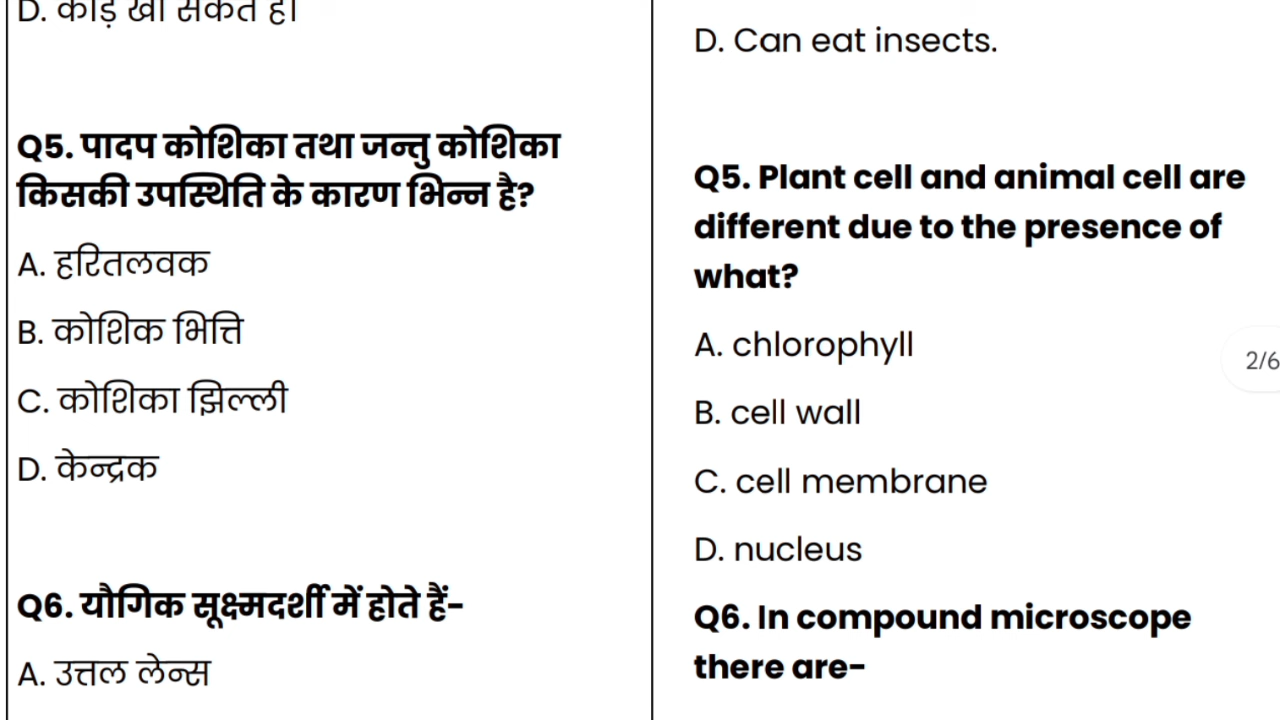 D. कीड़े खा सकते हैं।
Q5. पादप कोशिका तथा जन्तु कोशिका
किसकी उपस्थिति के कारण भिन्न है?
A. हरितलवक
B. कोशिक भित्ति
C. कोशिका झिल्ली
D. केन्द्रक
Q6. यौगिक सूक्ष्मदर्शी में होते हैं-
A. उत्तल लेन्स
D. Can eat insects.
Q5. Plant cell and animal cell are
different due to the presence of
what?
A. chlorophyll
B. cell wall
C. cell membrane
D. nucleus
Q6. In compound microscope
there are-
2/6